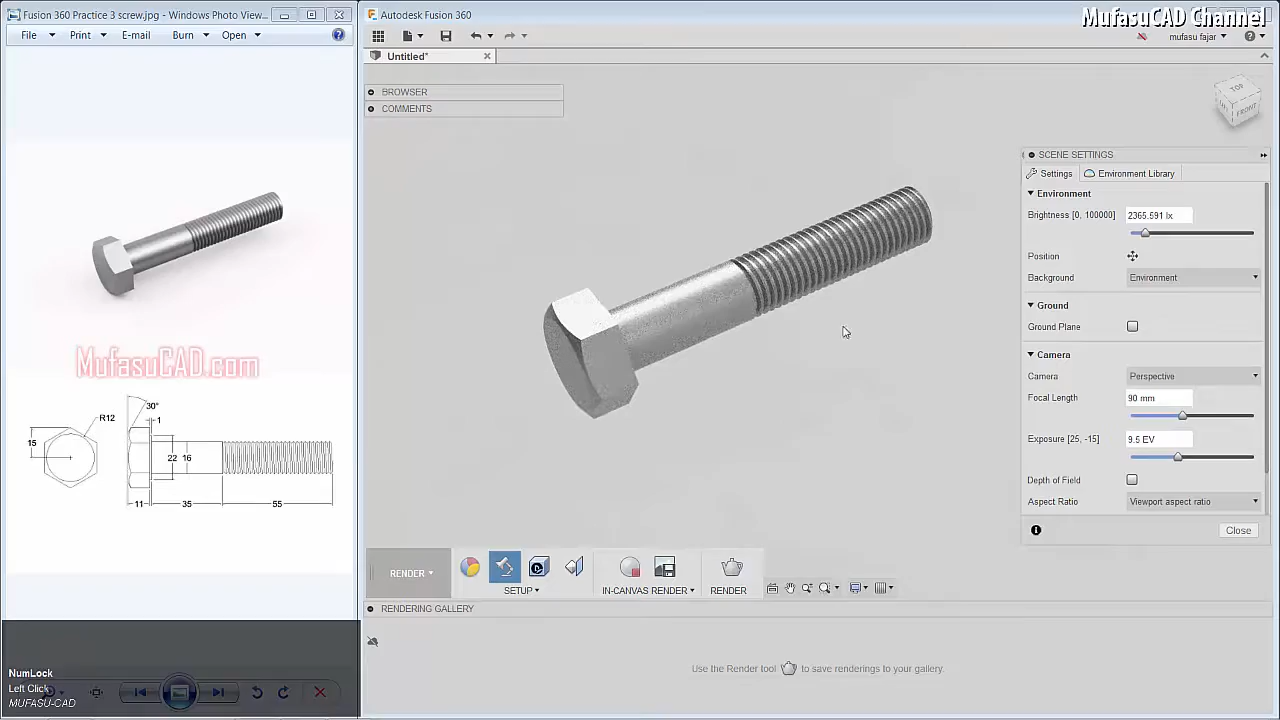 Fusion 360 Practice 3 screw.jpg - Windows Photo View...
File Print E-mail Burn Open
MufasuCAD.com
30°
R12
1
15
22 16
11 35 55
NumLock
Left Click
MUFASU-CAD
Autodesk Fusion 360
MufasuCAD Channel
mufasu fajar
Untitled*
BROWSER
COMMENTS
TOP
FRONT
SCENE SETTINGS
Settings Environment Library
Environment
Brightness [0, 100000] 2365.591 lx
Position
Background Environment
Ground
Ground Plane
Camera
Camera Perspective
Focal Length 90 mm
Exposure [25, -15] 9.5 EV
Depth of Field
Aspect Ratio Viewport aspect ratio
Close
RENDER
SETUP IN-CANVAS RENDER RENDER
RENDERING GALLERY
Use the Render tool to save renderings to your gallery.